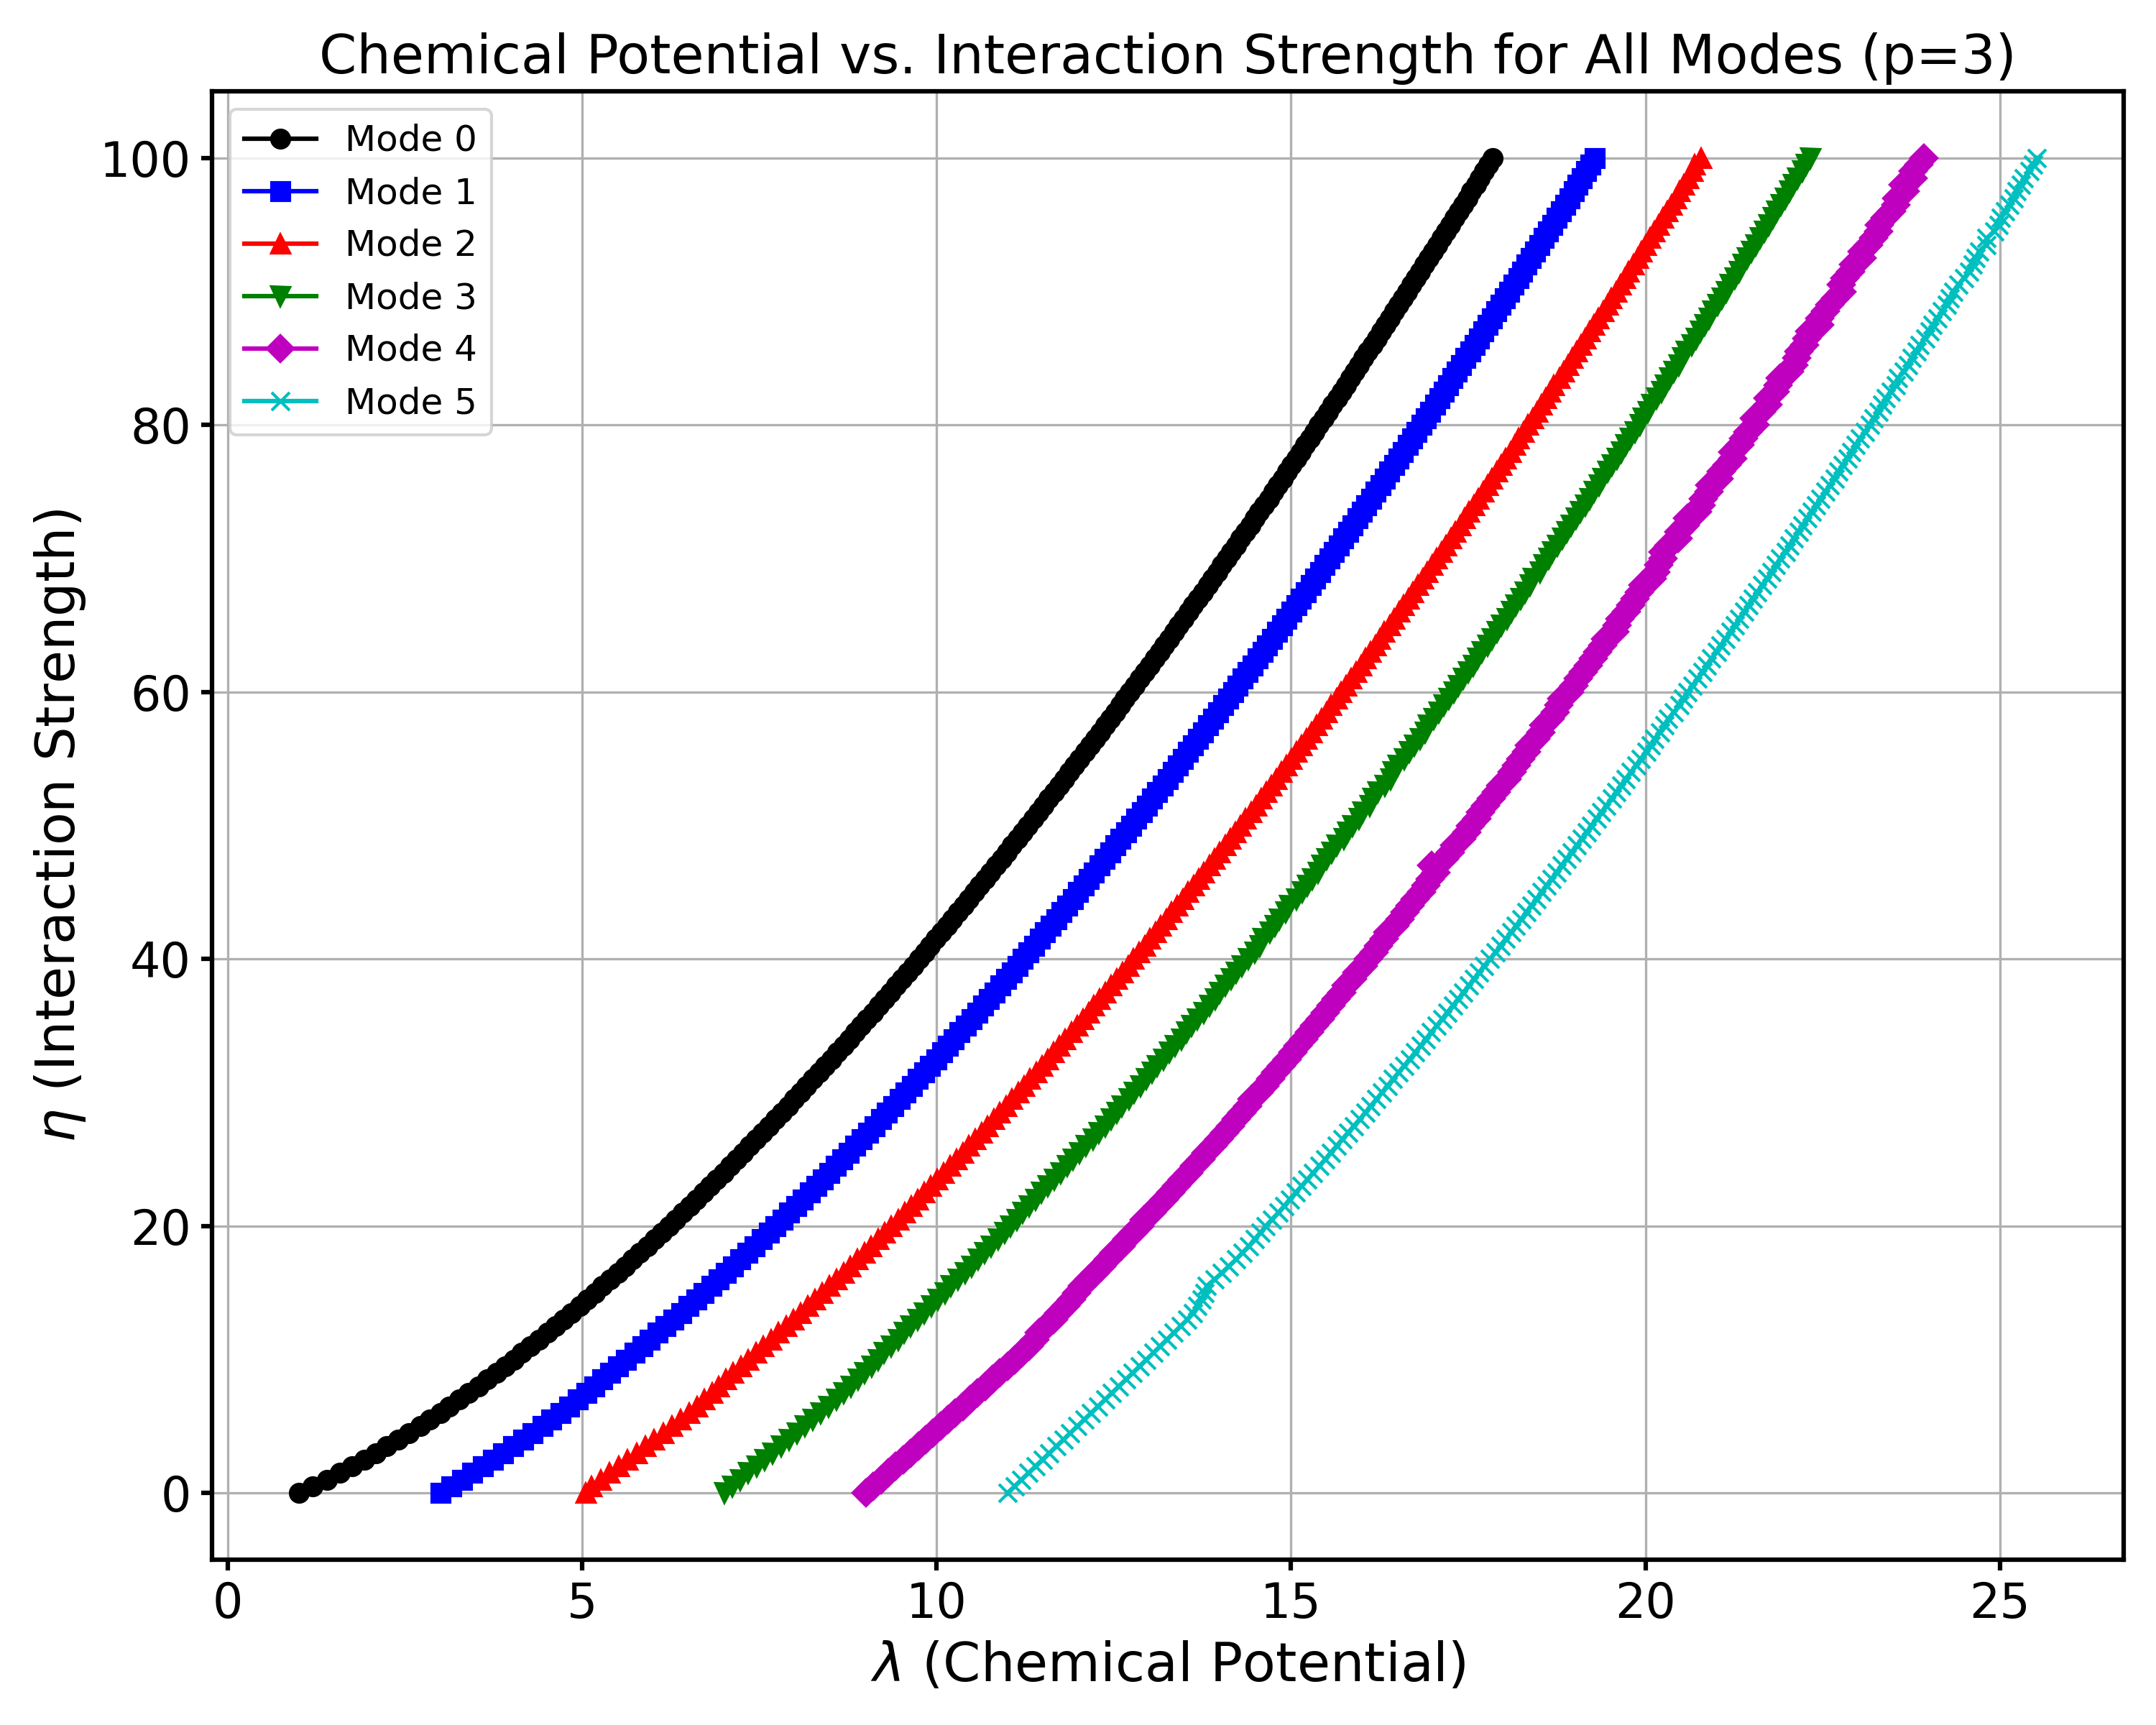 Chemical Potential vs. Interaction Strength for All Modes (p=3)
Mode 0
Mode 1
Mode 2
Mode 3
Mode 4
Mode 5
100
80
60
40
20
0
η (Interaction Strength)
0 5 10 15 20 25
λ (Chemical Potential)